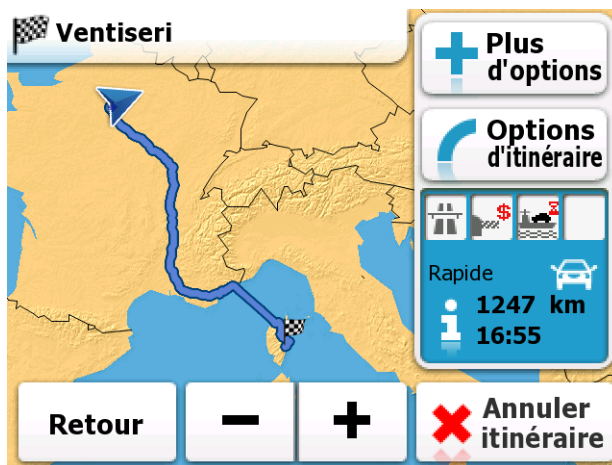 Ventiseri
Plus
d'options
Options
d'itinéraire
$
Rapide
1247 km
16:55
Retour
Annuler
itinéraire